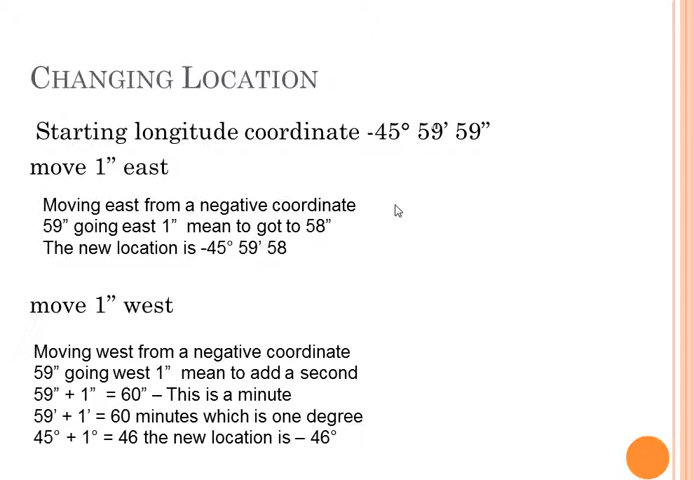 CHANGING LOCATION
Starting longitude coordinate -45° 59’ 59”
move 1” east
Moving east from a negative coordinate
59” going east 1”  mean to got to 58”
The new location is -45° 59’ 58
move 1” west
Moving west from a negative coordinate
59” going west 1”  mean to add a second
59” + 1”  = 60” – This is a minute
59’ + 1’ = 60 minutes which is one degree
45° + 1° = 46 the new location is – 46°